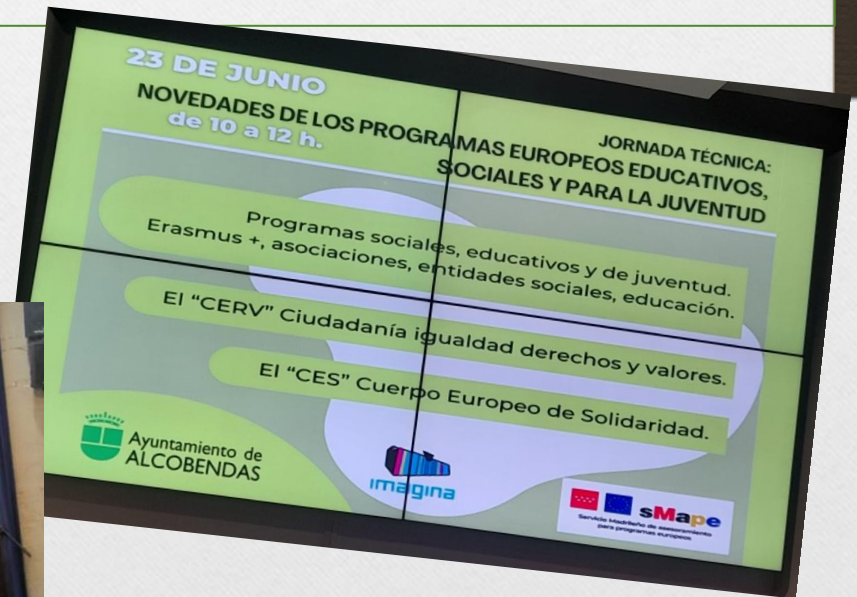 23 DE JUNIO
de 10 a 12 h.
JORNADA TÉCNICA:
NOVEDADES DE LOS PROGRAMAS EUROPEOS EDUCATIVOS,
SOCIALES Y PARA LA JUVENTUD
Programas sociales, educativos y de juventud.
Erasmus +, asociaciones, entidades sociales, educación.
El “CERV” Ciudadanía igualdad derechos y valores.
El “CES” Cuerpo Europeo de Solidaridad.
Ayuntamiento de
ALCOBENDAS
imagina
sMape
Servicio Madrileño de asesoramiento
para programas europeos